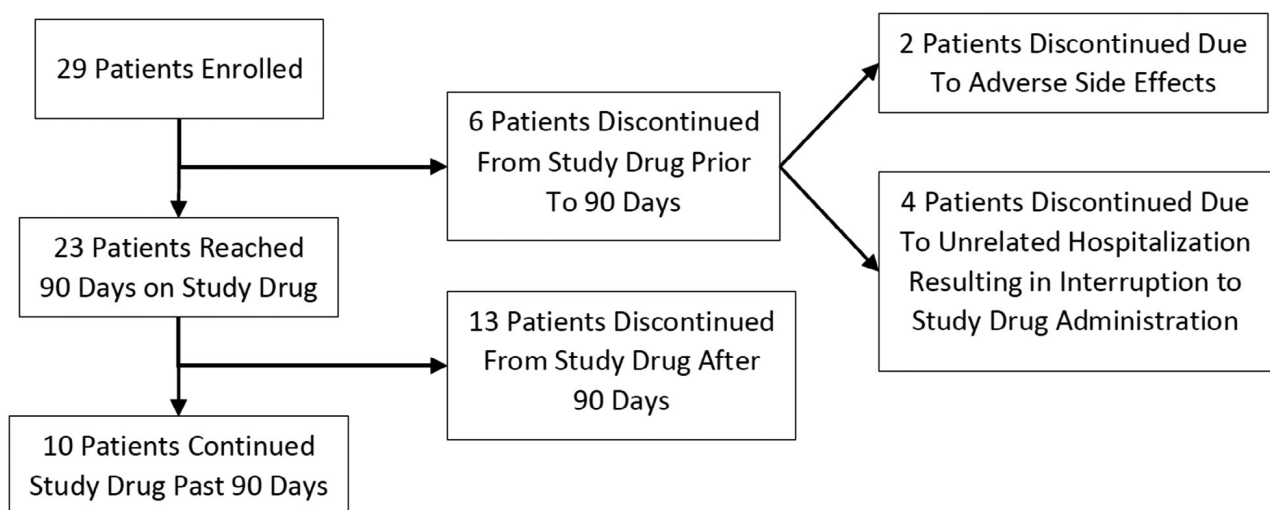 29 Patients Enrolled
6 Patients Discontinued
From Study Drug Prior
To 90 Days
2 Patients Discontinued Due
To Adverse Side Effects
4 Patients Discontinued Due
To Unrelated Hospitalization
Resulting in Interruption to
Study Drug Administration
23 Patients Reached
90 Days on Study Drug
13 Patients Discontinued
From Study Drug After
90 Days
10 Patients Continued
Study Drug Past 90 Days